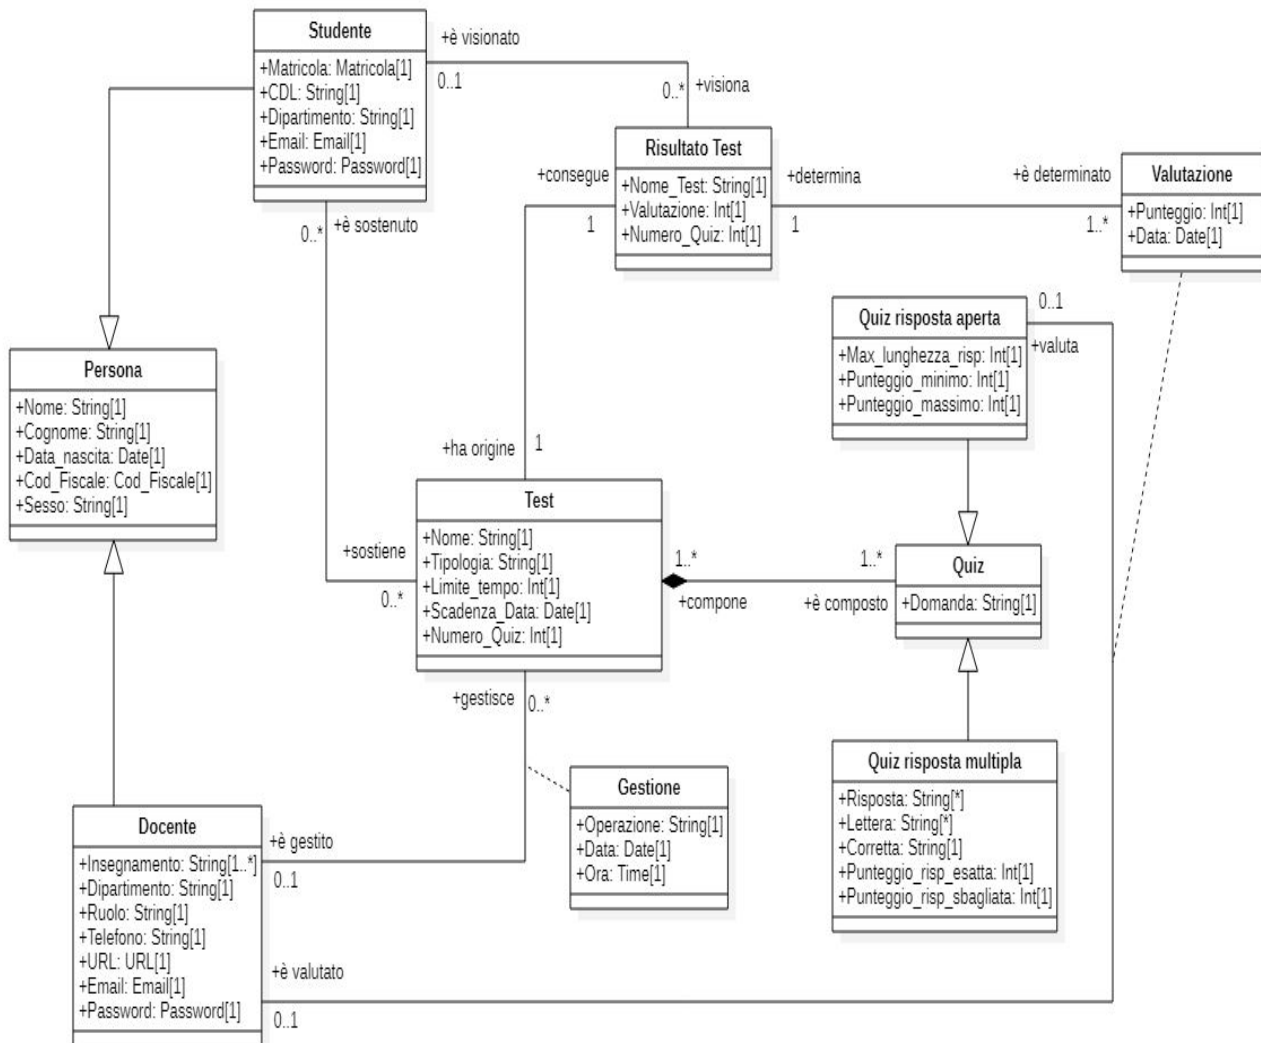 Studente
+Matricola: Matricola[1]
+CDL: String[1]
+Dipartimento: String[1]
+Email: Email[1]
+Password: Password[1]
+è visionato
0..1
0..*
+visiona
Risultato Test
+Nome_Test: String[1]
+Valutazione: Int[1]
+Numero_Quiz: Int[1]
+consegue
1
+determina
1
+è determinato
1..*
Valutazione
+Punteggio: Int[1]
+Data: Date[1]
0..*
+è sostenuto
Quiz risposta aperta
+Max_lunghezza_risp: Int[1]
+Punteggio_minimo: Int[1]
+Punteggio_massimo: Int[1]
0..1
+valuta
Persona
+Nome: String[1]
+Cognome: String[1]
+Data_nascita: Date[1]
+Cod_Fiscale: Cod_Fiscale[1]
+Sesso: String[1]
+ha origine
1
Test
+Nome: String[1]
+Tipologia: String[1]
+Limite_tempo: Int[1]
+Scadenza_Data: Date[1]
+Numero_Quiz: Int[1]
+sostiene
0..*
1..*
+compone
1..*
+è composto
Quiz
+Domanda: String[1]
+gestisce
0..*
Gestione
+Operazione: String[1]
+Data: Date[1]
+Ora: Time[1]
Quiz risposta multipla
+Risposta: String[*]
+Lettera: String[*]
+Corretta: String[1]
+Punteggio_risp_esatta: Int[1]
+Punteggio_risp_sbagliata: Int[1]
Docente
+Insegnamento: String[1..*]
+Dipartimento: String[1]
+Ruolo: String[1]
+Telefono: String[1]
+URL: URL[1]
+Email: Email[1]
+Password: Password[1]
+è gestito
0..1
+è valutato
0..1